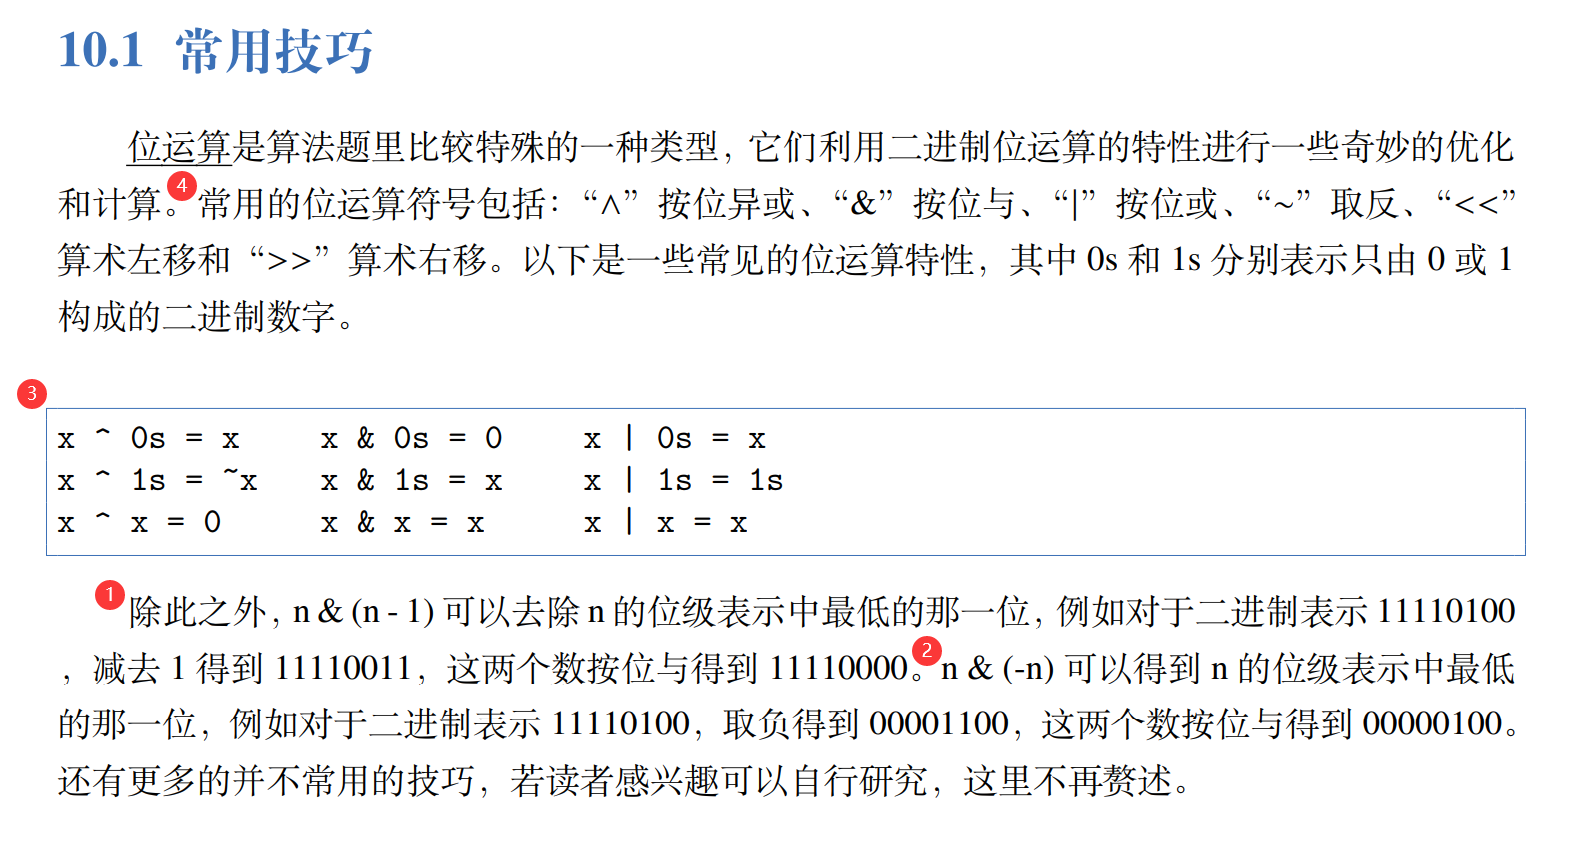 10.1 常用技巧
位运算是算法题里比较特殊的一种类型，它们利用二进制位运算的特性进行一些奇妙的优化
和计算。④常用的位运算符号包括：“∧”按位异或、“&”按位与、“|”按位或、“~”取反、“<<”
算术左移和“>>”算术右移。以下是一些常见的位运算特性，其中 0s 和 1s 分别表示只由 0 或 1
构成的二进制数字。
③
x ^ 0s = x    x & 0s = 0    x | 0s = x
x ^ 1s = ~x   x & 1s = x    x | 1s = 1s
x ^ x = 0     x & x = x     x | x = x
①除此之外，n & (n - 1) 可以去除 n 的位级表示中最低的那一位，例如对于二进制表示 11110100
，减去 1 得到 11110011，这两个数按位与得到 11110000。②n & (-n) 可以得到 n 的位级表示中最低
的那一位，例如对于二进制表示 11110100，取负得到 00001100，这两个数按位与得到 00000100。
还有更多的并不常用的技巧，若读者感兴趣可以自行研究，这里不再赘述。